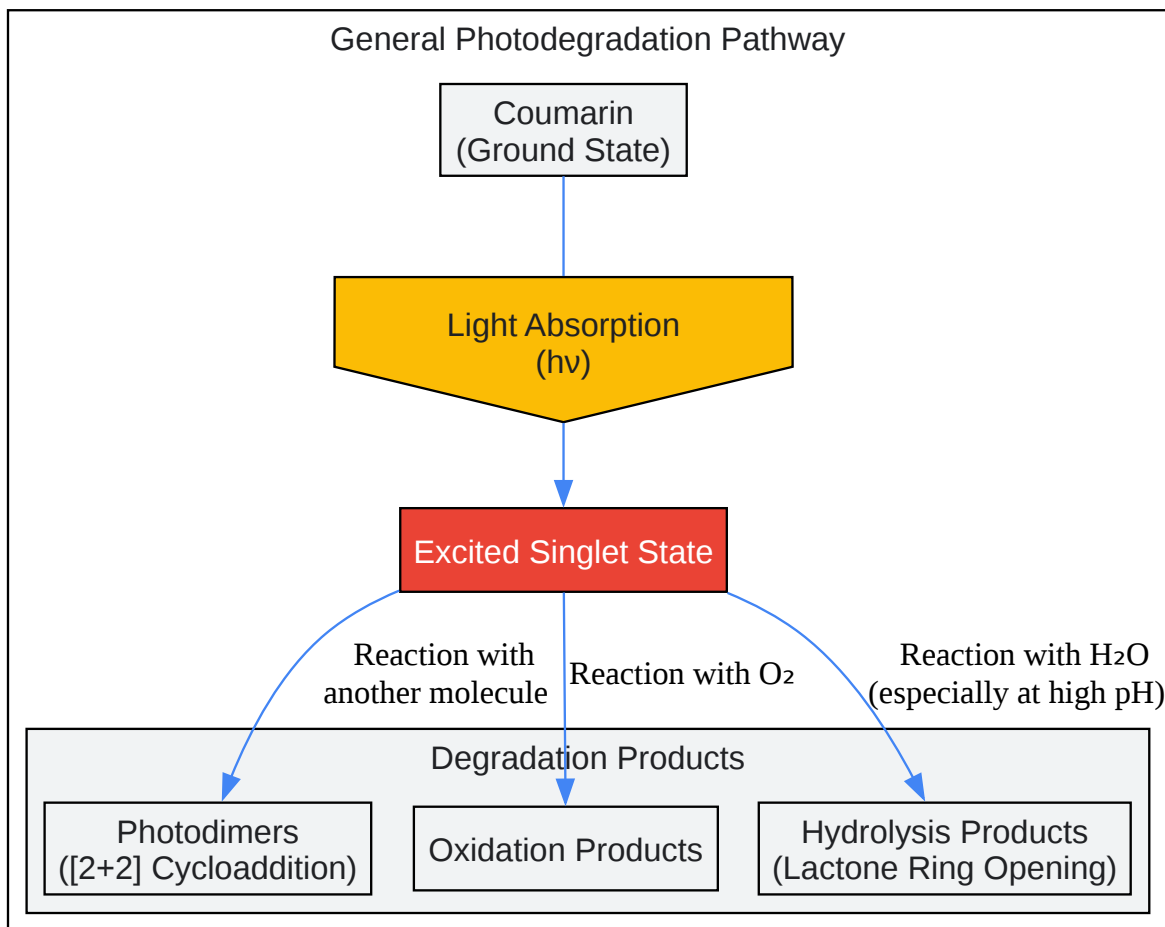 General Photodegradation Pathway
Coumarin
(Ground State)
Light Absorption
(hν)
Excited Singlet State
Reaction with
another molecule
Reaction with O₂
Reaction with H₂O
(especially at high pH)
Degradation Products
Photodimers
([2+2] Cycloaddition)
Oxidation Products
Hydrolysis Products
(Lactone Ring Opening)